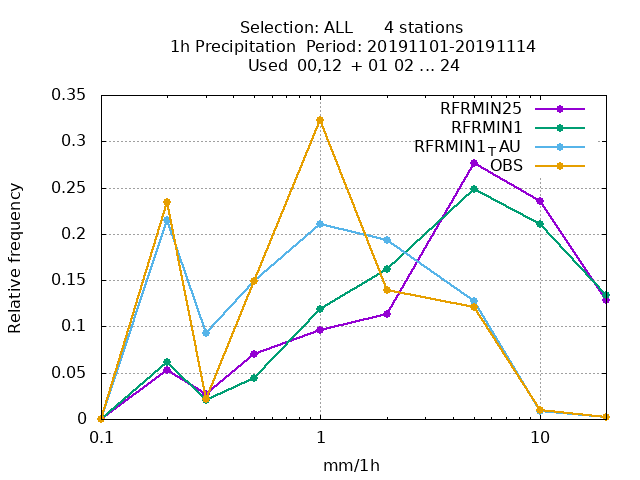 Selection: ALL 4 stations
1h Precipitation Period: 20191101-20191114
Used 00,12 + 01 02 ... 24
RFRMIN25
RFRMIN1
RFRMIN1TAU
OBS
0.35
0.3
0.25
0.2
0.15
0.1
0.05
0
Relative frequency
0.1 1 10
mm/1h